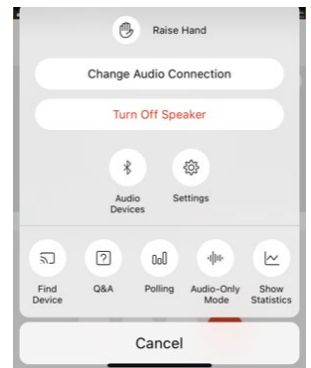 Raise Hand
Change Audio Connection
Turn Off Speaker
Audio
Devices
Settings
Find
Device
Q&A
Polling
Audio-Only
Mode
Show
Statistics
Cancel